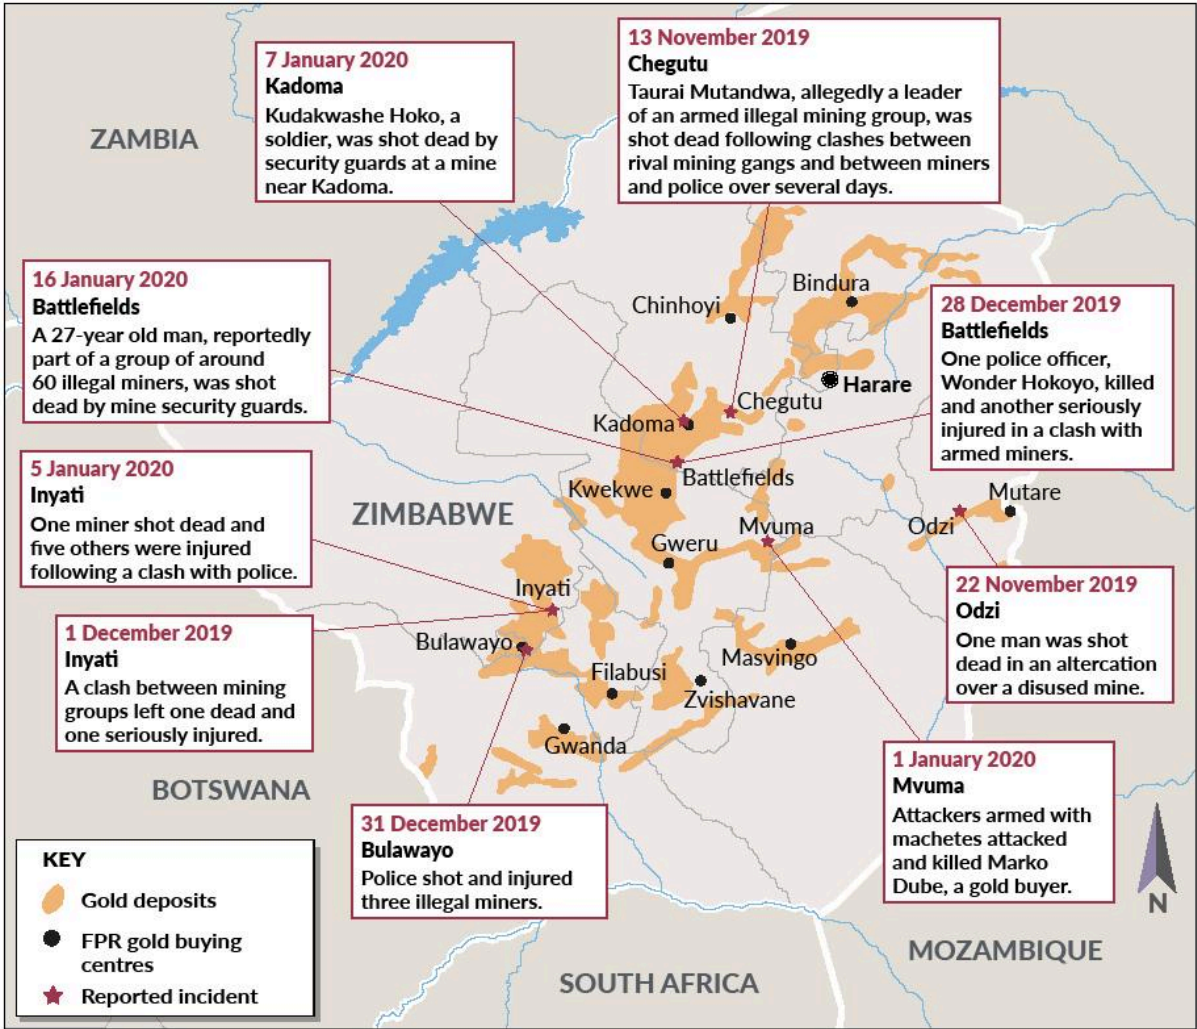 7 January 2020
Kadoma
Kudakwashe Hoko, a
soldier, was shot dead by
security guards at a mine
near Kadoma.
13 November 2019
Chegutu
Taurai Mutandwa, allegedly a leader
of an armed illegal mining group, was
shot dead following clashes between
rival mining gangs and between miners
and police over several days.
ZAMBIA
16 January 2020
Battlefields
A 27-year old man, reportedly
part of a group of around
60 illegal miners, was shot
dead by mine security guards.
Chinhoyi
Bindura
28 December 2019
Battlefields
One police officer,
Wonder Hokoyo, killed
and another seriously
injured in a clash with
armed miners.
Harare
Chegutu
Kadoma
Battlefields
Kwekwe
5 January 2020
Inyati
One miner shot dead and
five others were injured
following a clash with police.
ZIMBABWE
Mvuma
Gweru
Mutare
Odzi
22 November 2019
Odzi
One man was shot
dead in an altercation
over a disused mine.
Inyati
1 December 2019
Inyati
A clash between mining
groups left one dead and
one seriously injured.
Bulawayo
Filabusi
Masvingo
Zvishavane
Gwanda
BOTSWANA
1 January 2020
Mvuma
Attackers armed with
machetes attacked
and killed Marko
Dube, a gold buyer.
31 December 2019
Bulawayo
Police shot and injured
three illegal miners.
KEY
Gold deposits
FPR gold buying
centres
Reported incident
N
MOZAMBIQUE
SOUTH AFRICA